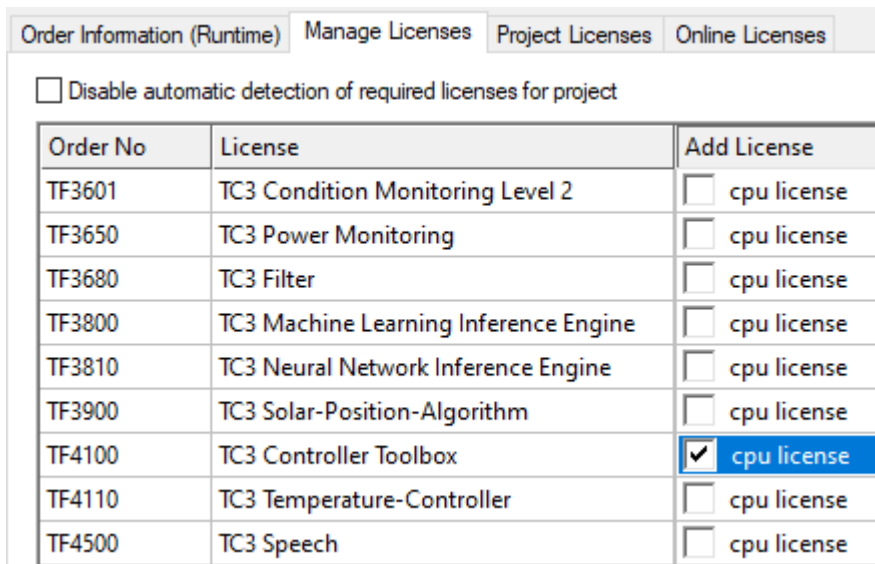 Order Information (Runtime) Manage Licenses Project Licenses Online Licenses
Disable automatic detection of required licenses for project
Order No License Add License
TF3601 TC3 Condition Monitoring Level 2 cpu license
TF3650 TC3 Power Monitoring cpu license
TF3680 TC3 Filter cpu license
TF3800 TC3 Machine Learning Inference Engine cpu license
TF3810 TC3 Neural Network Inference Engine cpu license
TF3900 TC3 Solar-Position-Algorithm cpu license
TF4100 TC3 Controller Toolbox cpu license
TF4110 TC3 Temperature-Controller cpu license
TF4500 TC3 Speech cpu license